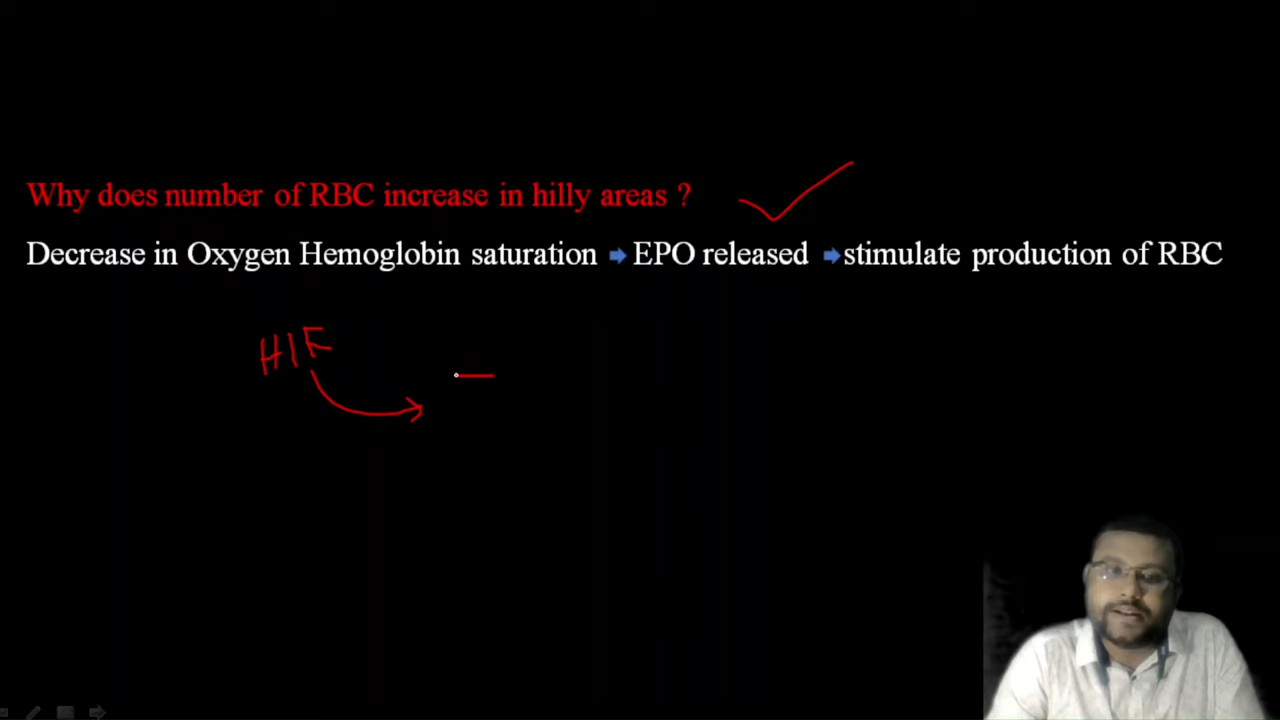 Why does number of RBC increase in hilly areas ?
Decrease in Oxygen Hemoglobin saturation ➡ EPO released ➡ stimulate production of RBC
HIF